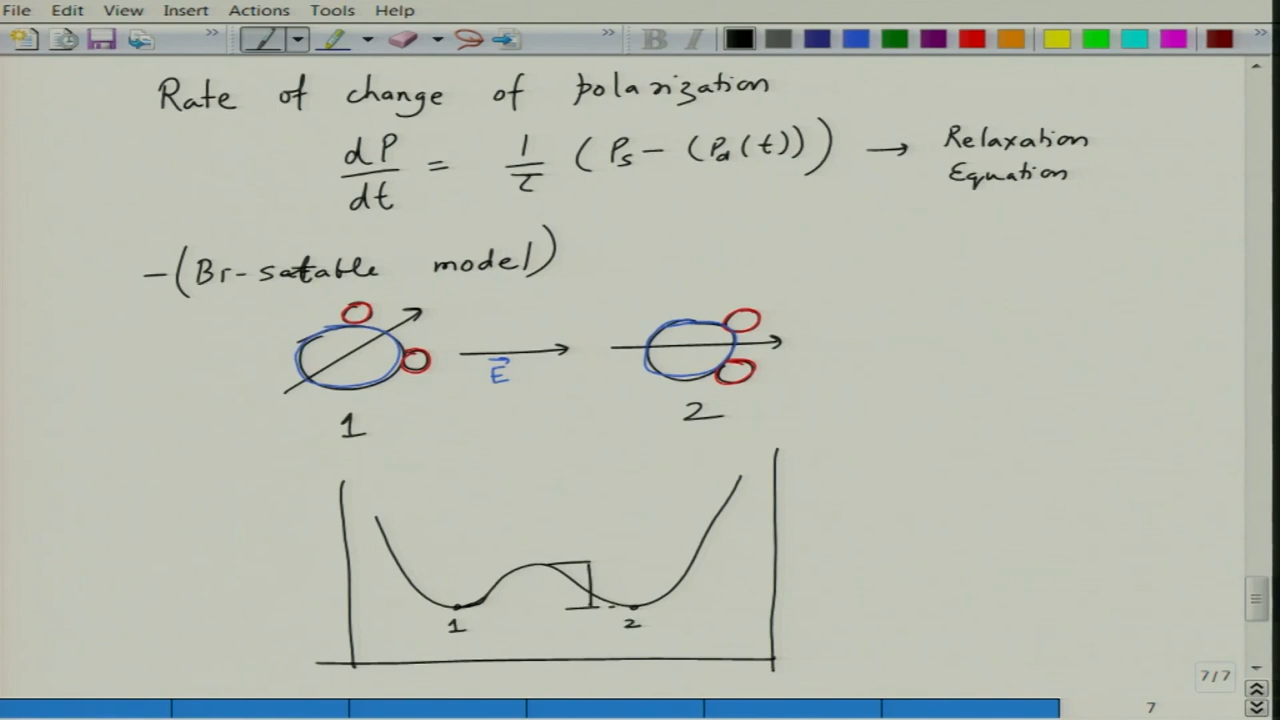 File Edit View Insert Actions Tools Help
Rate of change of polarization
dP/dt = 1/τ (Ps - (Pd(t))) → Relaxation Equation
- (Br-satable model)
E
1 2
1 2
7/7
7